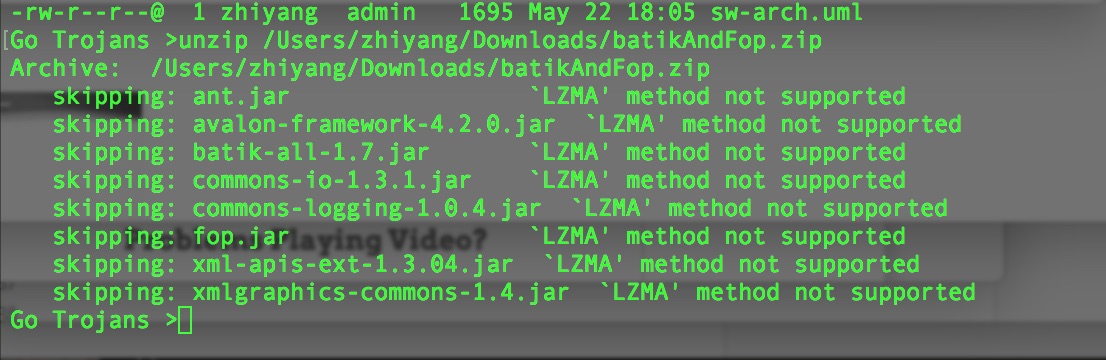 -rw-r--r--@  1 zhiyang  admin   1695 May 22 18:05 sw-arch.uml
[Go Trojans >unzip /Users/zhiyang/Downloads/batikAndFop.zip
Archive:  /Users/zhiyang/Downloads/batikAndFop.zip
   skipping: ant.jar                 `LZMA' method not supported
   skipping: avalon-framework-4.2.0.jar  `LZMA' method not supported
   skipping: batik-all-1.7.jar       `LZMA' method not supported
   skipping: commons-io-1.3.1.jar    `LZMA' method not supported
   skipping: commons-logging-1.0.4.jar  `LZMA' method not supported
   skipping: fop.jar                 `LZMA' method not supported
Playing Video?
   skipping: xml-apis-ext-1.3.04.jar  `LZMA' method not supported
   skipping: xmlgraphics-commons-1.4.jar  `LZMA' method not supported
Go Trojans >